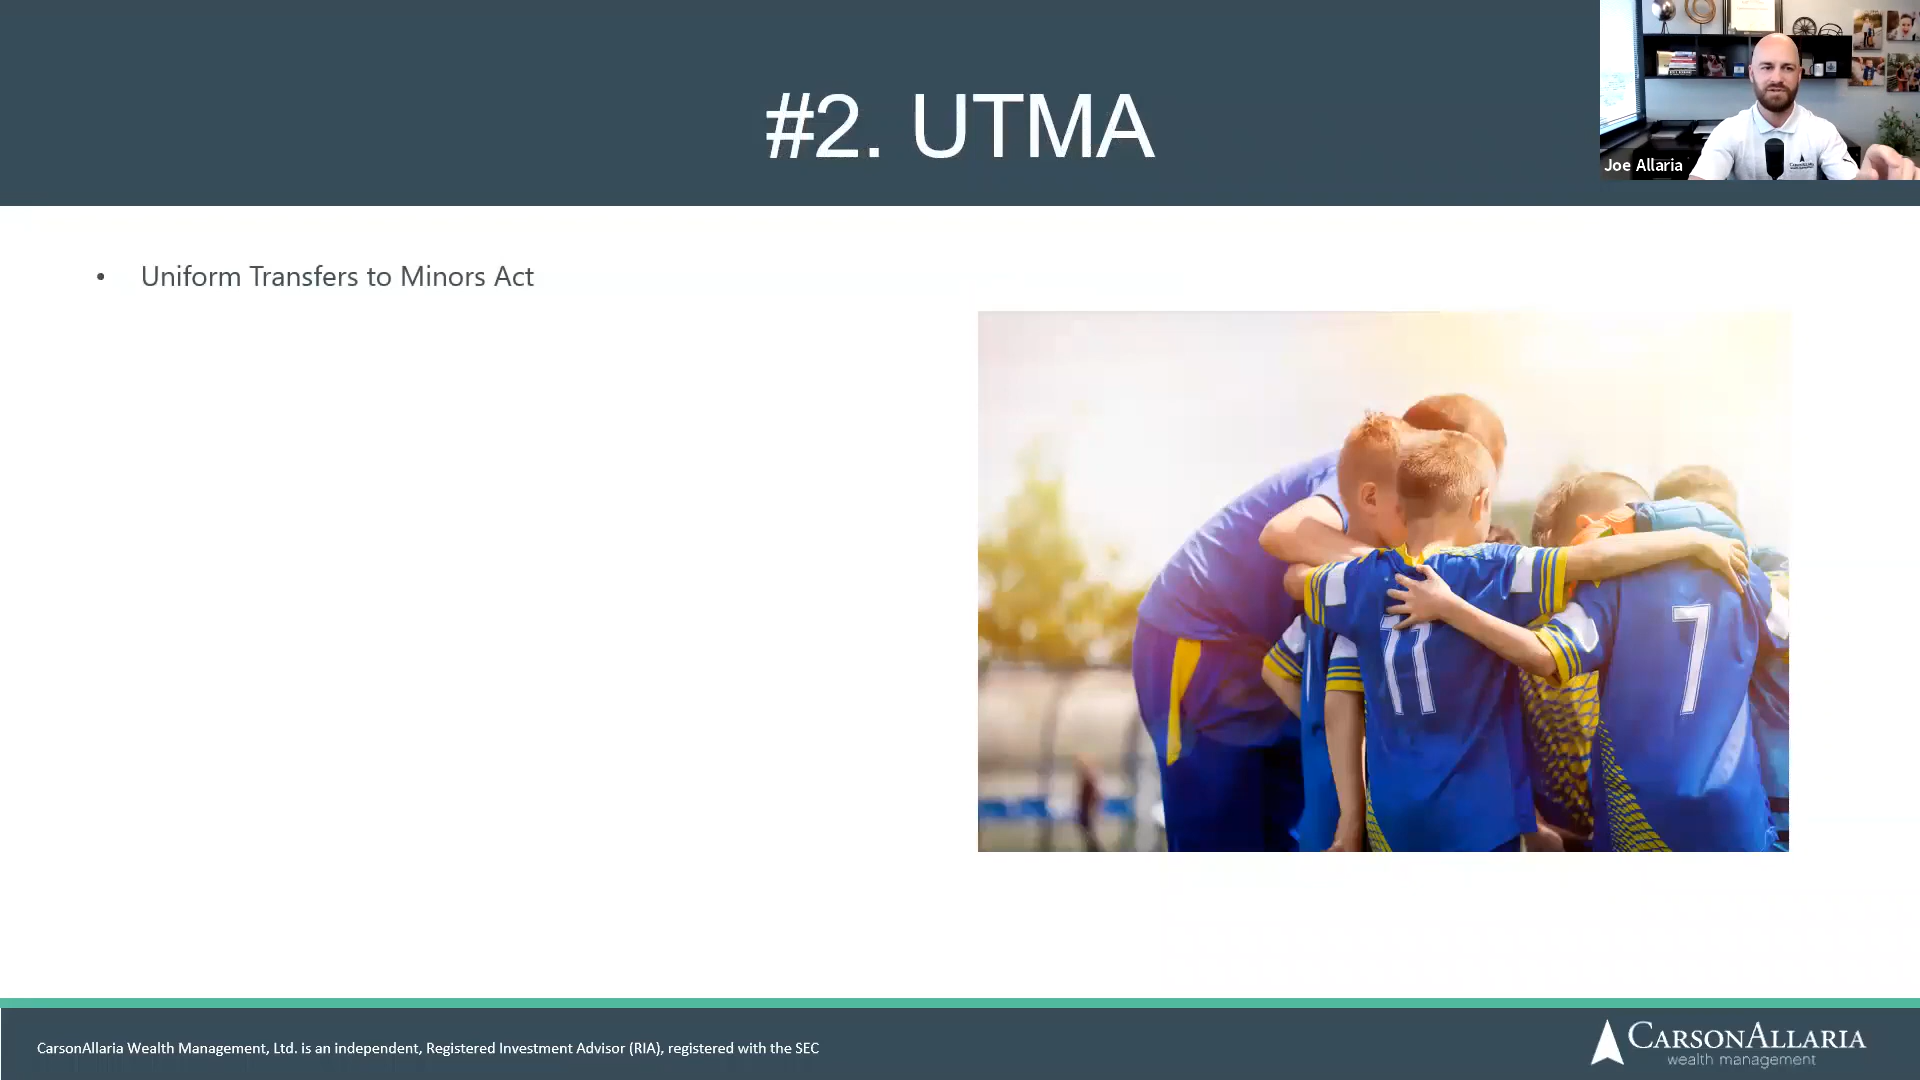 #2. UTMA
Joe Allaria
• Uniform Transfers to Minors Act
11
7
CarsonAllaria Wealth Management, Ltd. is an independent, Registered Investment Advisor (RIA), registered with the SEC
CARSONALLARIA
wealth management